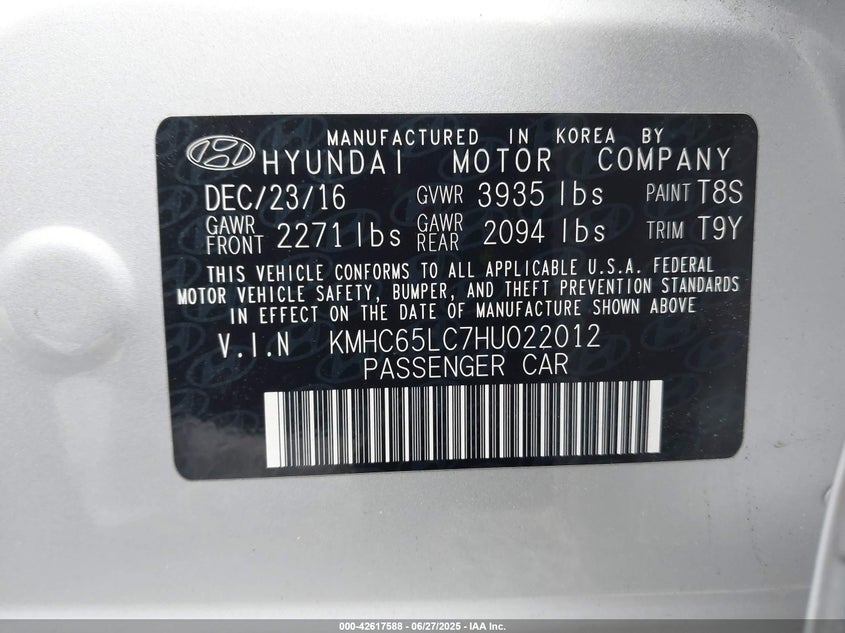 MANUFACTURED IN KOREA BY
HYUNDAI MOTOR COMPANY
DEC/23/16 GVWR 3935 lbs PAINT T8S
GAWR FRONT 2271 lbs GAWR REAR 2094 lbs TRIM T9Y
THIS VEHICLE CONFORMS TO ALL APPLICABLE U.S.A. FEDERAL
MOTOR VEHICLE SAFETY, BUMPER, AND THEFT PREVENTION STANDARDS
IN EFFECT ON THE DATE OF MANUFACTURE SHOWN ABOVE
V.I.N KMHC65LC7HU022012
PASSENGER CAR
000-42617588 - 06/27/2025 - IAA Inc.